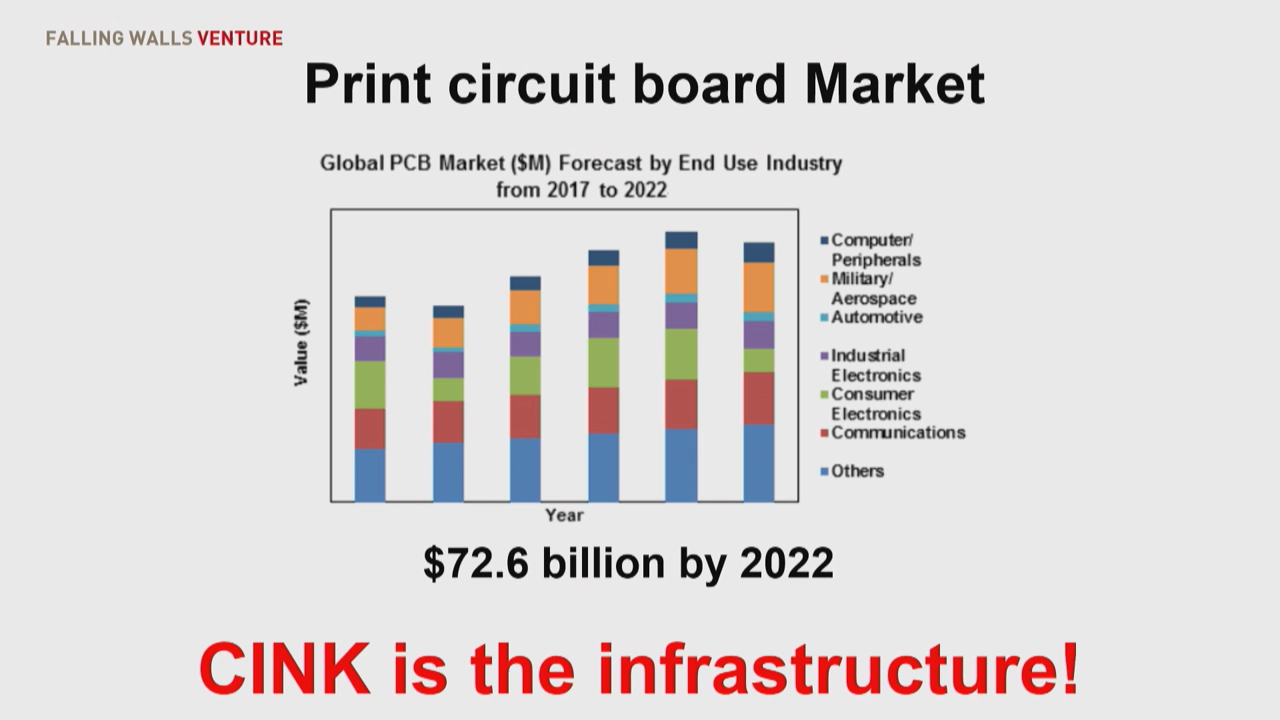 FALLING WALLS VENTURE
Print circuit board Market
Global PCB Market ($M) Forecast by End Use Industry
from 2017 to 2022
Value ($M)
Computer/
Peripherals
Military/
Aerospace
Automotive
Industrial
Electronics
Consumer
Electronics
Communications
Others
Year
$72.6 billion by 2022
CINK is the infrastructure!